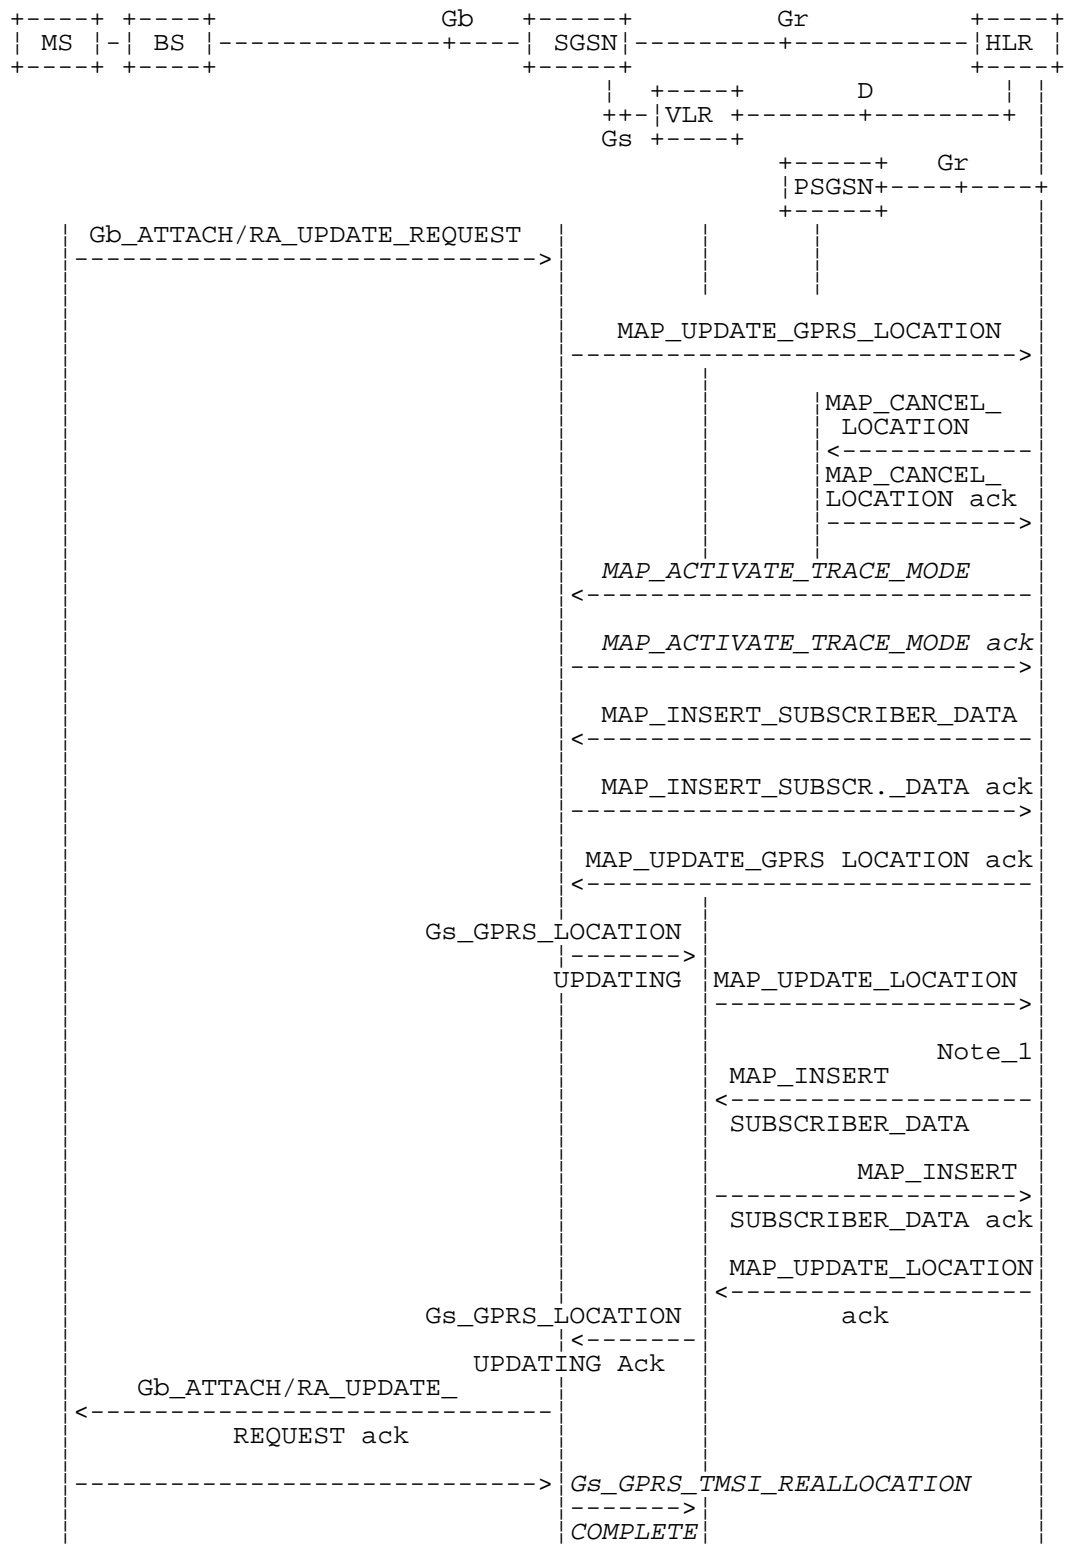 Gb Gr
MS BS SGSN HLR
D
VLR
Gs
Gr
PSGSN
Gb_ATTACH/RA_UPDATE_REQUEST
MAP_UPDATE_GPRS_LOCATION
MAP_CANCEL_
LOCATION
MAP_CANCEL_
LOCATION ack
MAP_ACTIVATE_TRACE_MODE
MAP_ACTIVATE_TRACE_MODE ack
MAP_INSERT_SUBSCRIBER_DATA
MAP_INSERT_SUBSCR._DATA ack
MAP_UPDATE_GPRS LOCATION ack
Gs_GPRS_LOCATION
UPDATING MAP_UPDATE_LOCATION
Note_1
MAP_INSERT
SUBSCRIBER_DATA
MAP_INSERT
SUBSCRIBER_DATA ack
MAP_UPDATE_LOCATION
Gs_GPRS_LOCATION ack
UPDATING Ack
Gb_ATTACH/RA_UPDATE_
REQUEST ack
Gs_GPRS_TMSI_REALLOCATION
COMPLETE